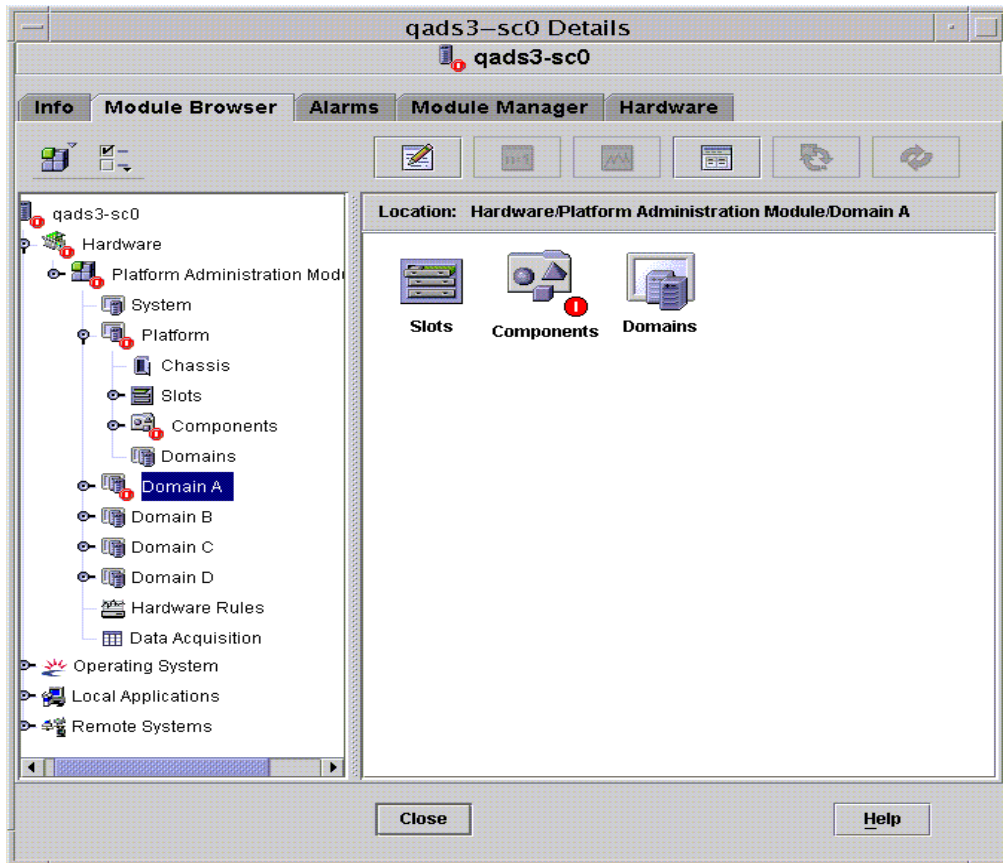 qads3-sc0 Details
qads3-sc0
Info Module Browser Alarms Module Manager Hardware
qads3-sc0
Hardware
Platform Administration Modu
System
Platform
Chassis
Slots
Components
Domains
Domain A
Domain B
Domain C
Domain D
Hardware Rules
Data Acquisition
Operating System
Local Applications
Remote Systems
Location: Hardware/Platform Administration Module/Domain A
Slots Components Domains
Close Help